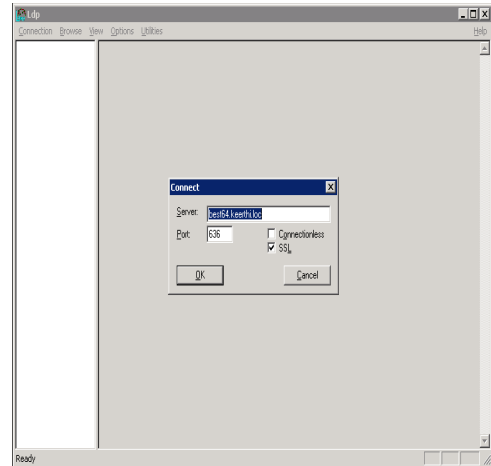 Ldp
Connection Browse View Options Utilities Help
Connect
Server: best64.keerthi.loc
Port: 636 Connectionless
SSL
OK Cancel
Ready